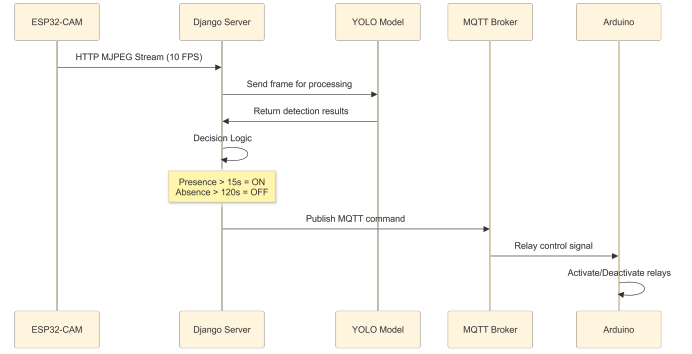 ESP32-CAM
Django Server
YOLO Model
MQTT Broker
Arduino
HTTP MJPEG Stream (10 FPS)
Send frame for processing
Return detection results
Decision Logic
Presence > 15s = ON
Absence > 120s = OFF
Publish MQTT command
Relay control signal
Activate/Deactivate relays
ESP32-CAM
Django Server
YOLO Model
MQTT Broker
Arduino